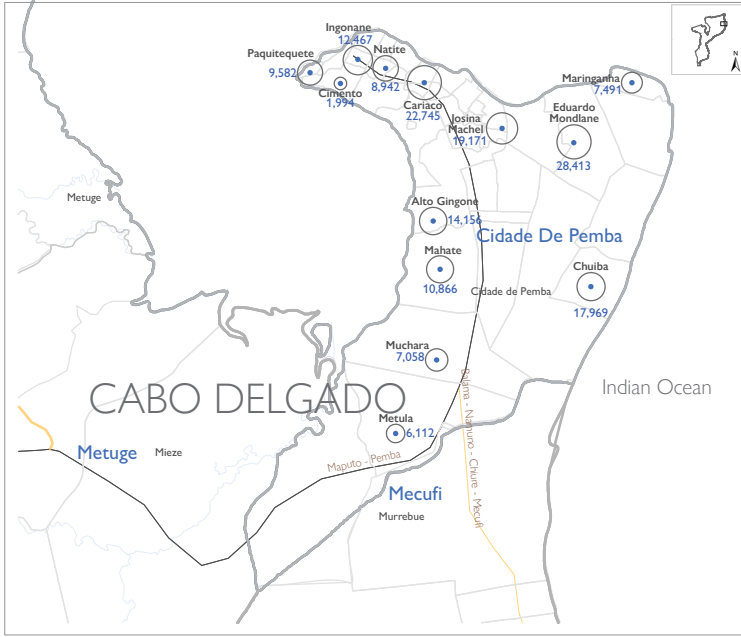 N
Ingonane
12,467
Natite
8,942
Paquitequete
9,582
Cimento
1,994
Cariaco
22,745
Maringanha
7,491
Josina
Machel
19,171
Eduardo
Mondlane
28,413
Metuge
Alto Gingone
14,156
Cidade De Pemba
Mahate
10,866
Cidade de Pemba
Chuiba
17,969
Muchara
7,058
CABO DELGADO
Indian Ocean
Metula
6,112
Balama - Namuno - Chiure - Mecufi
Metuge
Mieze
Maputo - Pemba
Mecufi
Murrebue